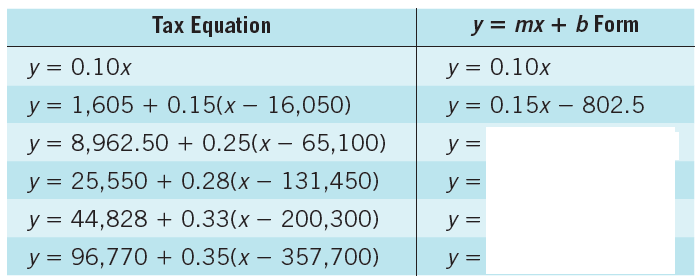 Tax Equation y = mx + b Form
y = 0.10x y = 0.10x
y = 1,605 + 0.15(x – 16,050) y = 0.15x – 802.5
y = 8,962.50 + 0.25(x – 65,100) y =
y = 25,550 + 0.28(x – 131,450) y =
y = 44,828 + 0.33(x – 200,300) y =
y = 96,770 + 0.35(x – 357,700) y =